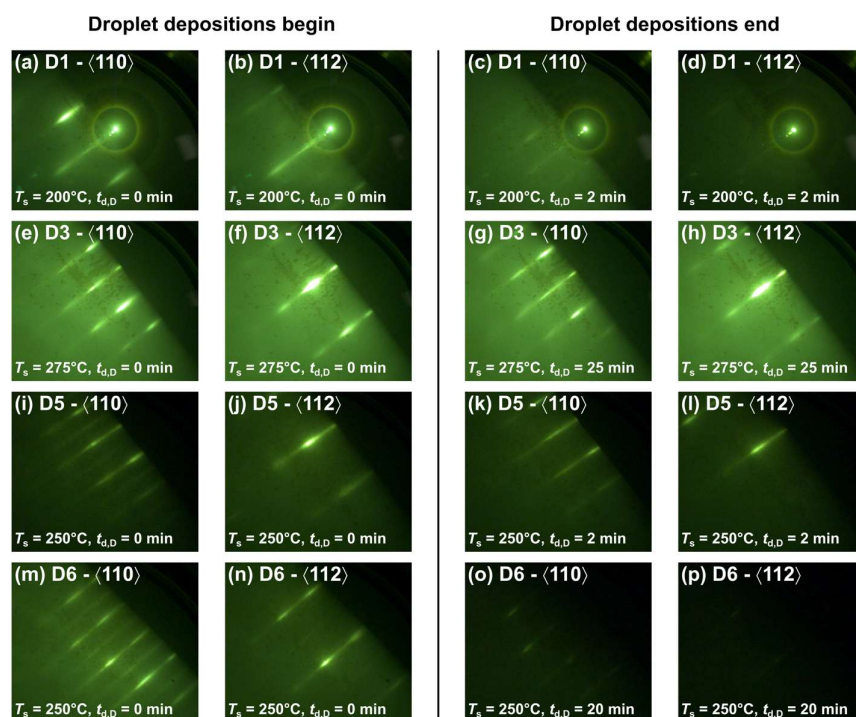 Droplet depositions begin
Droplet depositions end
(a) D1 - ⟨110⟩
(b) D1 - ⟨112⟩
(c) D1 - ⟨110⟩
(d) D1 - ⟨112⟩
Ts = 200°C, td,D = 0 min
Ts = 200°C, td,D = 0 min
Ts = 200°C, td,D = 2 min
Ts = 200°C, td,D = 2 min
(e) D3 - ⟨110⟩
(f) D3 - ⟨112⟩
(g) D3 - ⟨110⟩
(h) D3 - ⟨112⟩
Ts = 275°C, td,D = 0 min
Ts = 275°C, td,D = 0 min
Ts = 275°C, td,D = 25 min
Ts = 275°C, td,D = 25 min
(i) D5 - ⟨110⟩
(j) D5 - ⟨112⟩
(k) D5 - ⟨110⟩
(l) D5 - ⟨112⟩
Ts = 250°C, td,D = 0 min
Ts = 250°C, td,D = 0 min
Ts = 250°C, td,D = 2 min
Ts = 250°C, td,D = 2 min
(m) D6 - ⟨110⟩
(n) D6 - ⟨112⟩
(o) D6 - ⟨110⟩
(p) D6 - ⟨112⟩
Ts = 250°C, td,D = 0 min
Ts = 250°C, td,D = 0 min
Ts = 250°C, td,D = 20 min
Ts = 250°C, td,D = 20 min